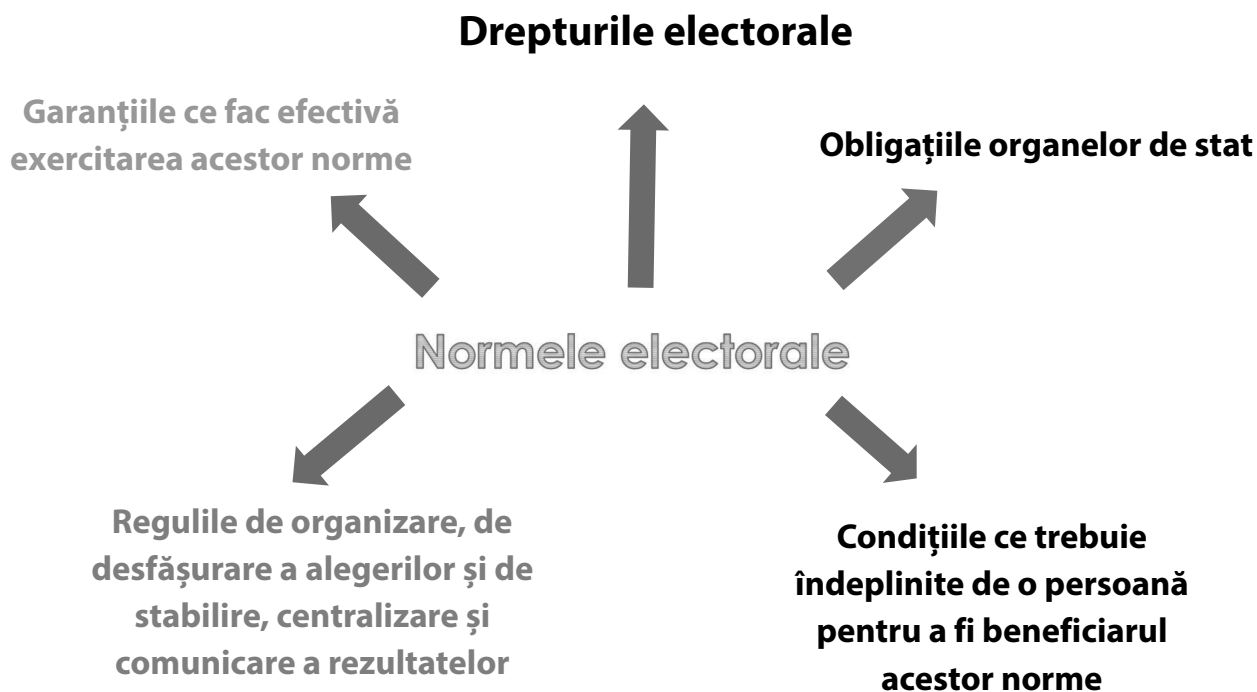 Drepturile electorale
Garanțiile ce fac efectivă
exercitarea acestor norme
Obligațiile organelor de stat
Normele electorale
Regulile de organizare, de
desfășurare a alegerilor și de
stabilire, centralizare și
comunicare a rezultatelor
Condițiile ce trebuie
îndeplinite de o persoană
pentru a fi beneficiarul
acestor norme